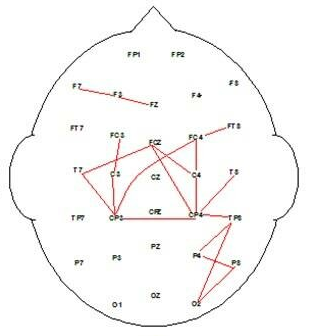 FP1 FP2
F7 F3 FZ F4 F8
FT7 FC3 FCZ FC4 FT8
T7 C3 CZ C4 T8
TP7 CP3 CPZ CP4 TP8
P7 P3 PZ P4 P8
O1 OZ O2